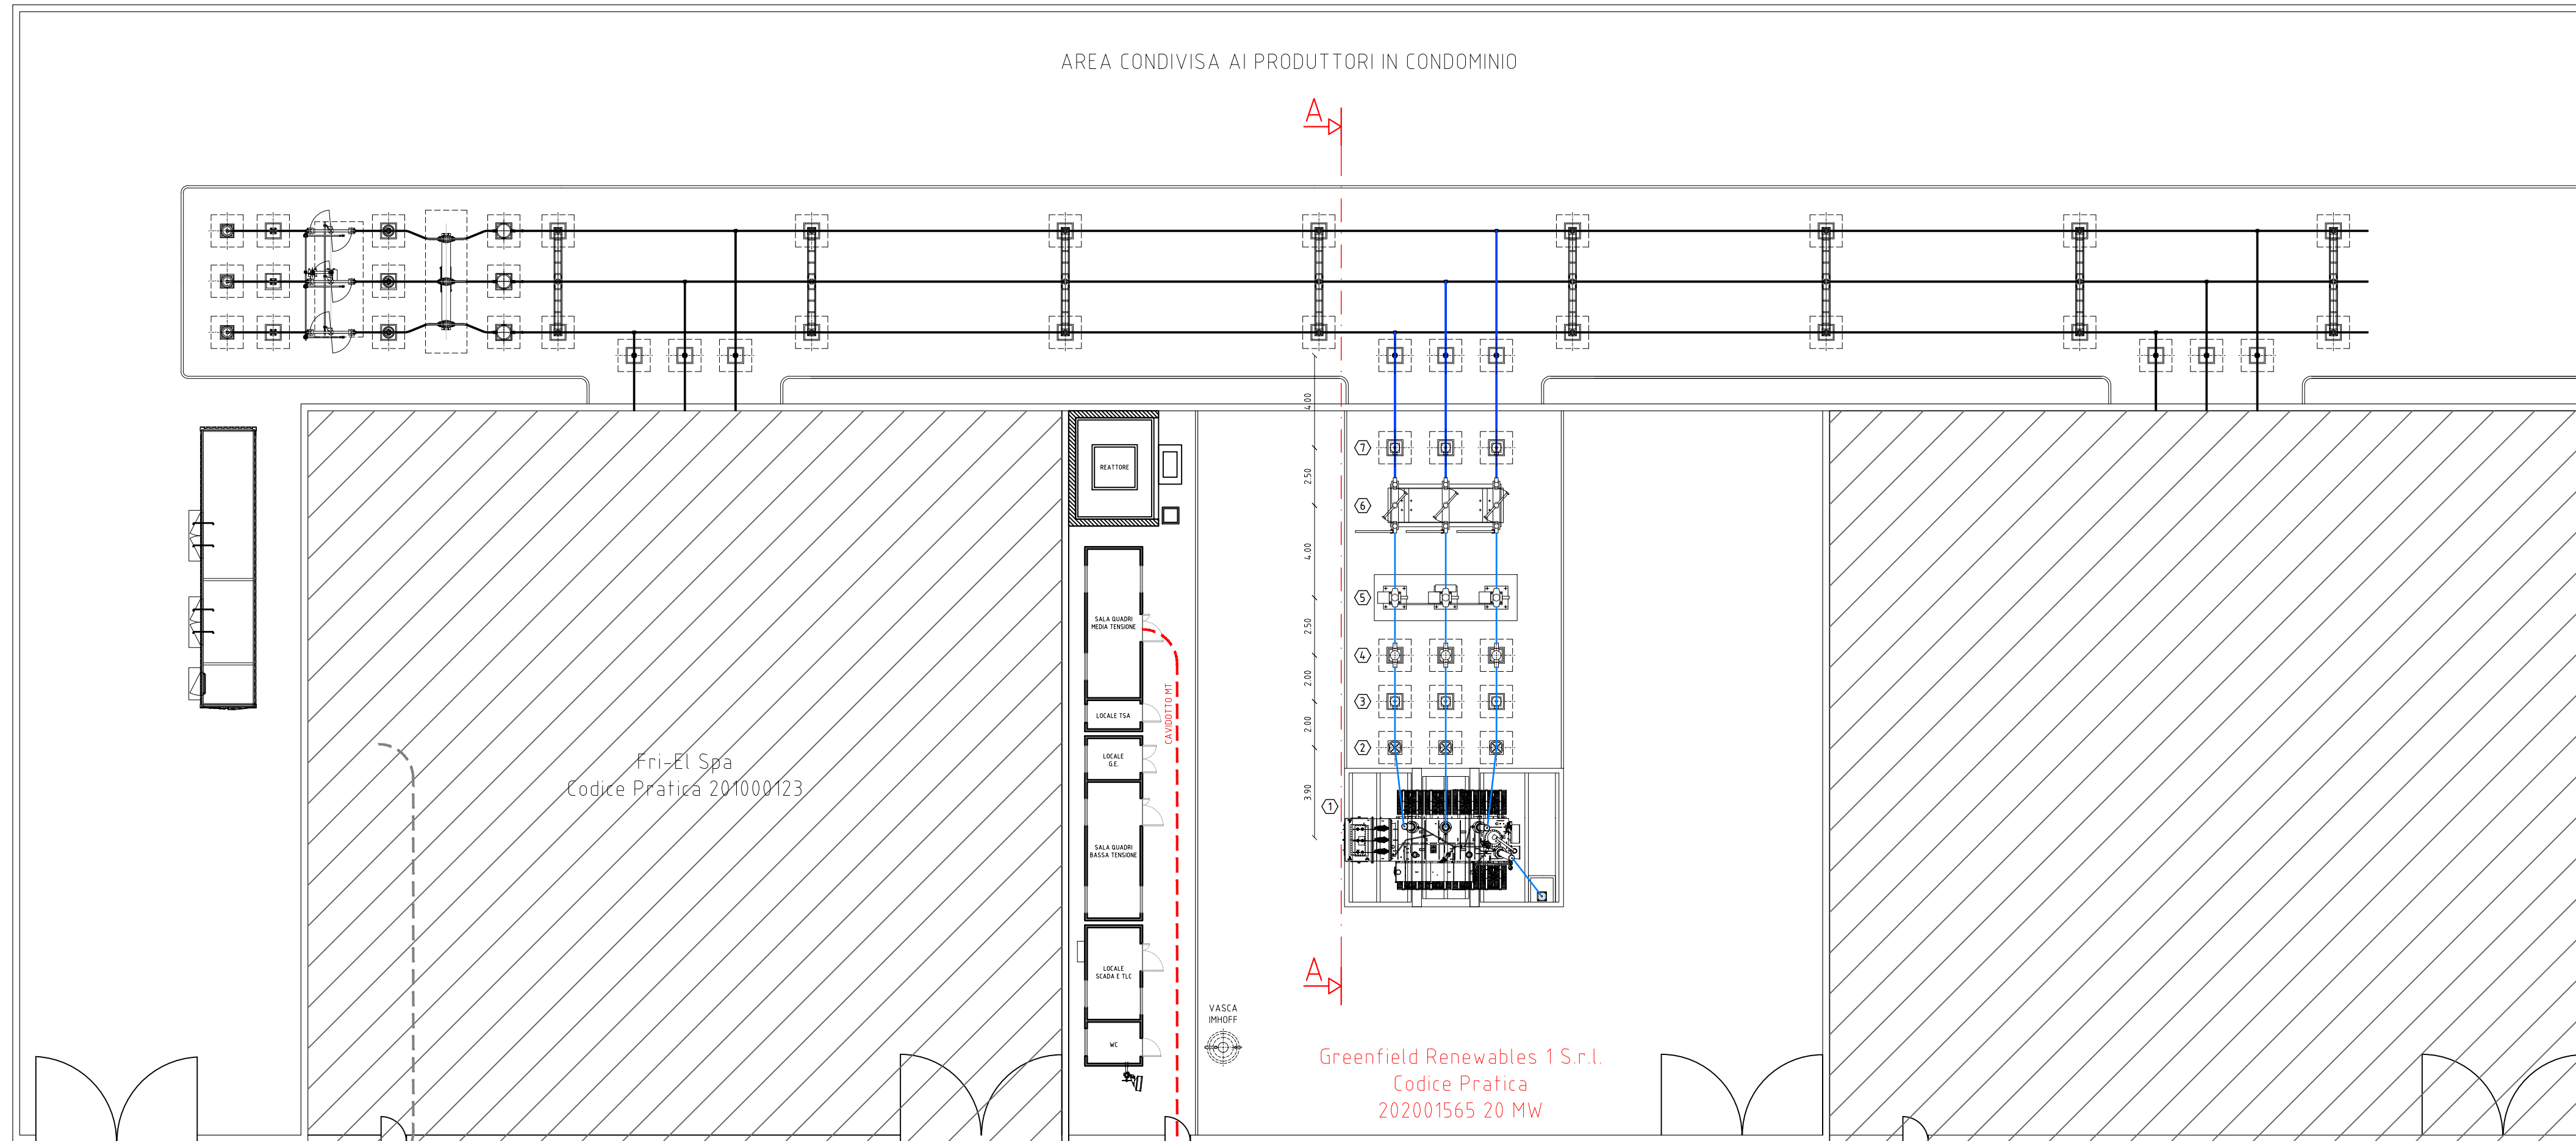 AREA CONDIVISA AI PRODUTTORI IN CONDOMINIO
A
4.00
7
REATTORE
2.50
6
4.00
5
SALA QUADRI
MEDIA TENSIONE
2.50
4
2.00
3
CAVIDOTTO MT
LOCALE TSA
2.00
2
LOCALE
G.E.
Fri-El Spa
Codice Pratica 201000123
3.90
1
SALA QUADRI
BASSA TENSIONE
LOCALE
SCADA E TLC
A
VASCA
IMHOFF
WC
Greenfield Renewables 1 S.r.l.
Codice Pratica
202001565 20 MW